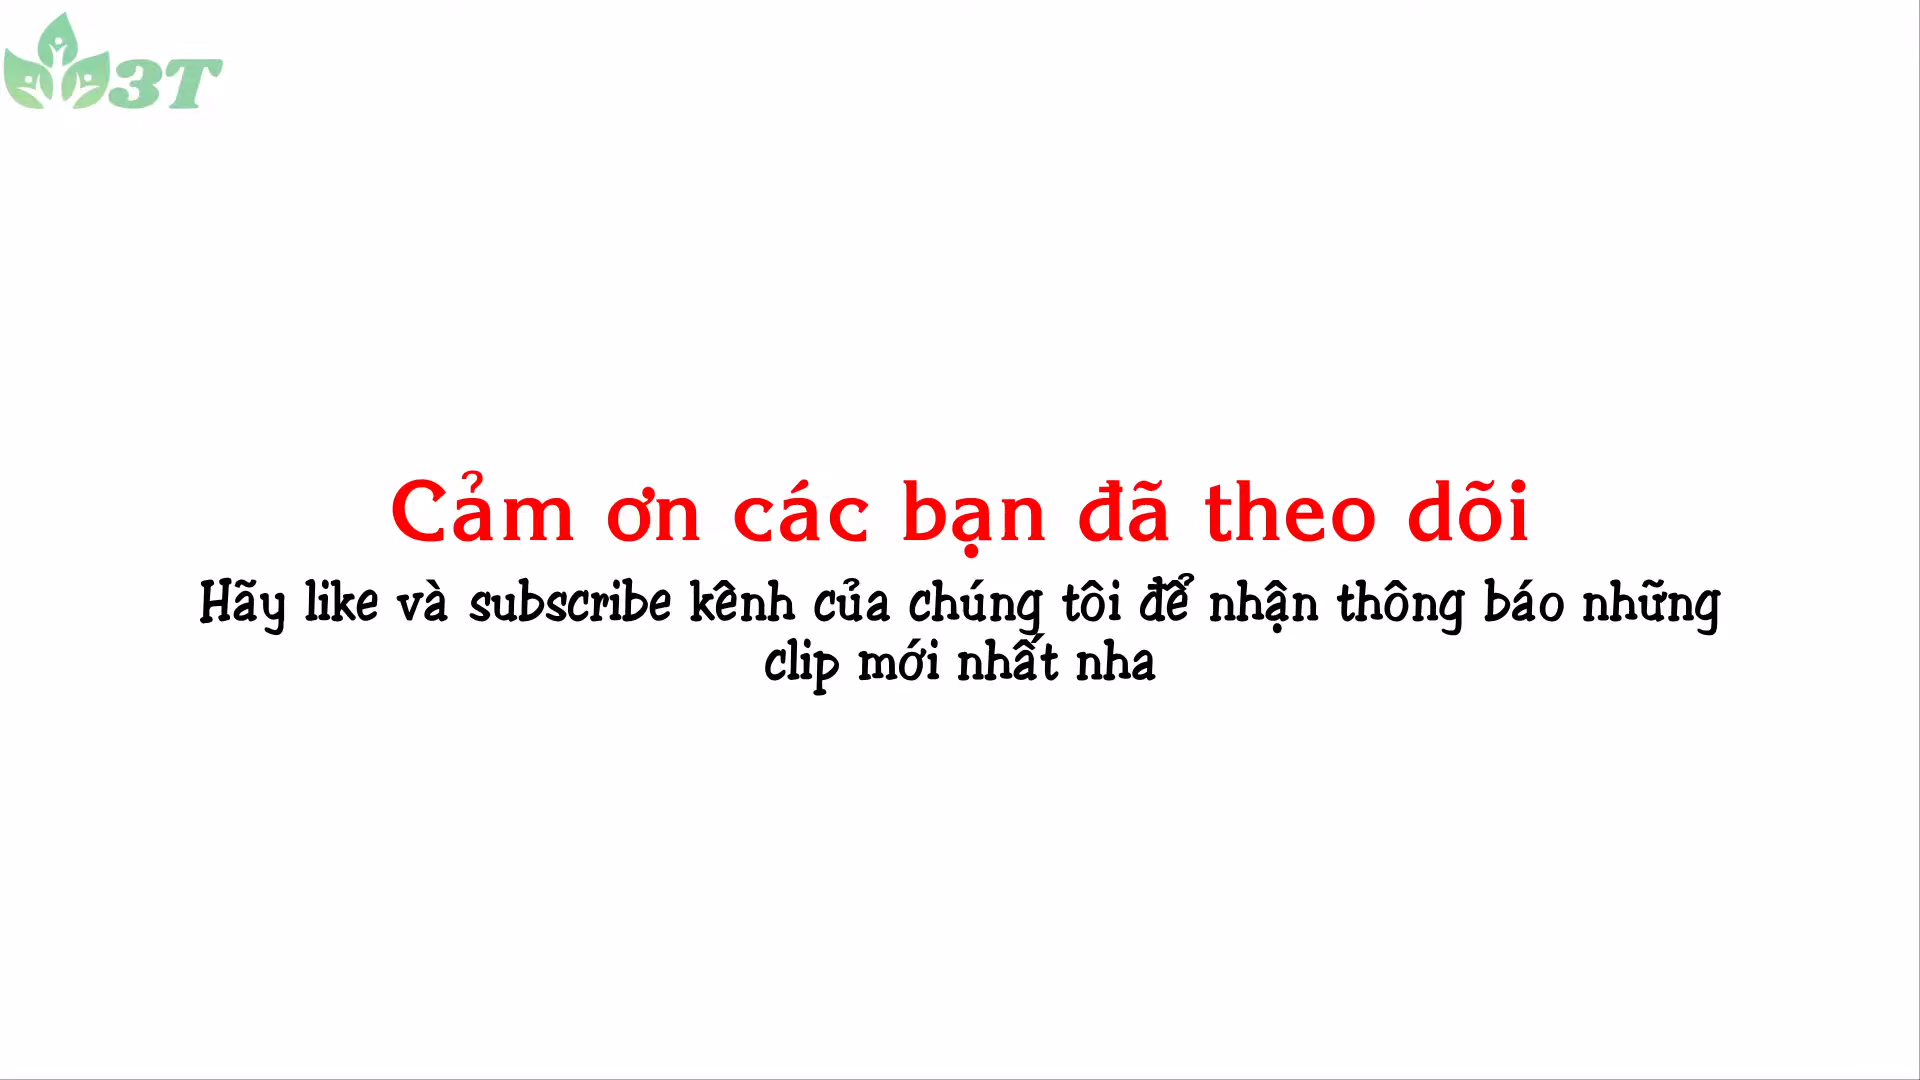 3T
Cảm ơn các bạn đã theo dõi
Hãy like và subscribe kênh của chúng tôi để nhận thông báo những
clip mới nhất nha